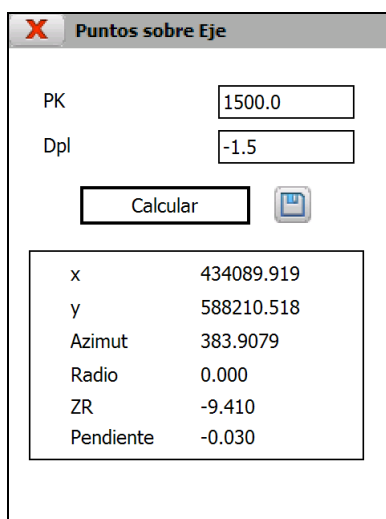 Puntos sobre Eje
PK 1500.0
Dpl -1.5
Calcular
x 434089.919
y 588210.518
Azimut 383.9079
Radio 0.000
ZR -9.410
Pendiente -0.030